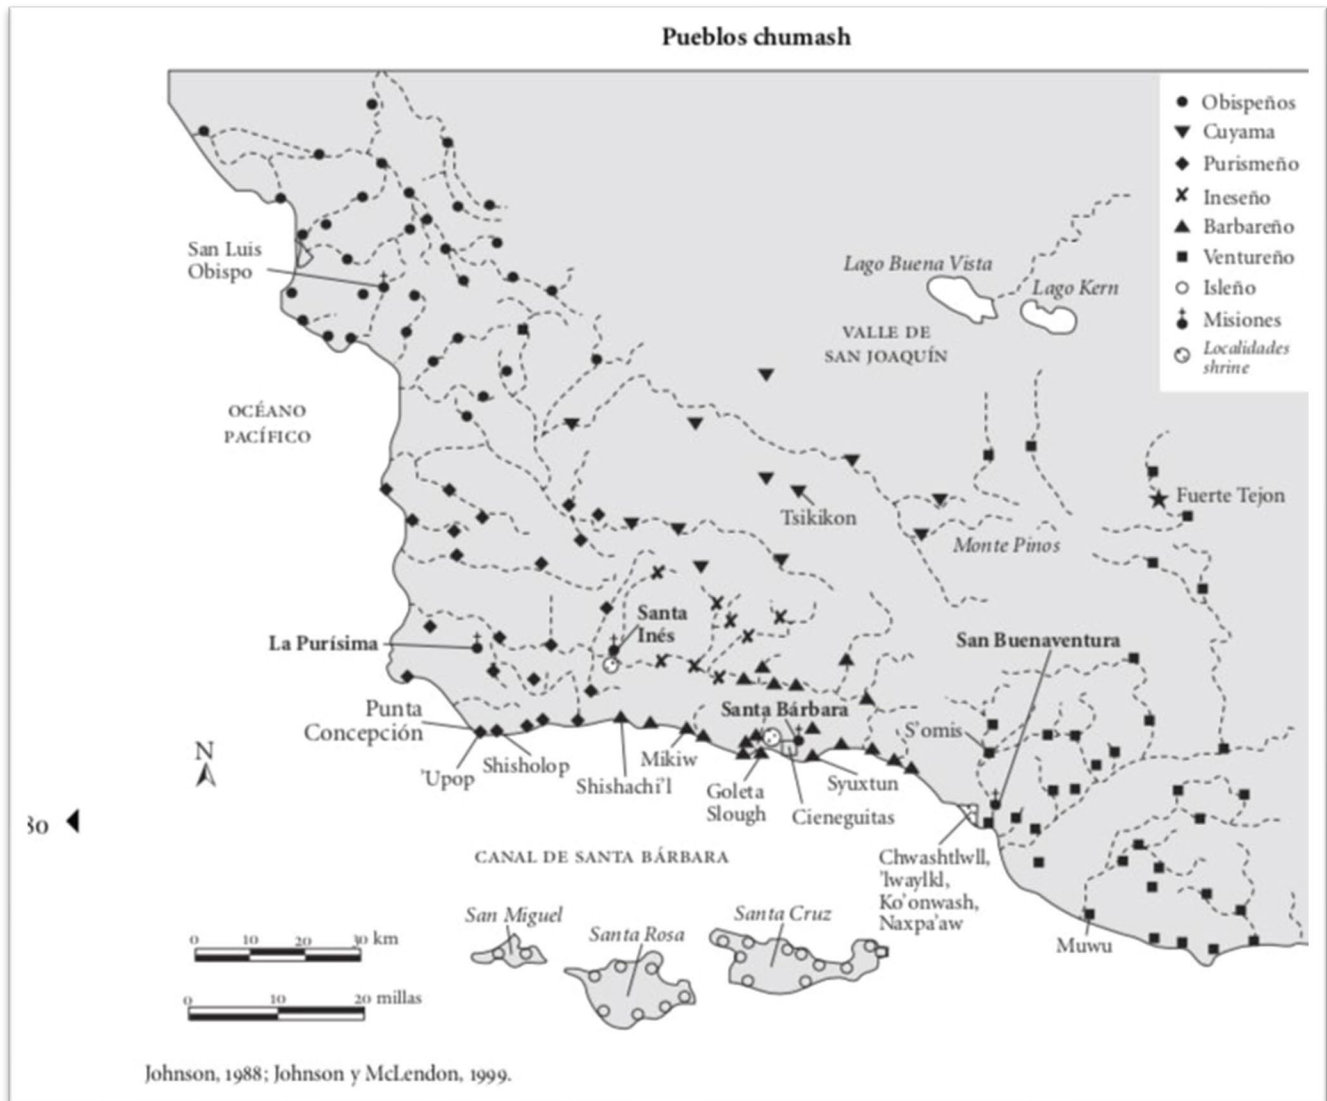 Pueblos chumash
Obispeños
Cuyama
Purismeño
Ineseño
Barbareño
Ventureño
Isleño
Misiones
Localidades
shrine
San Luis
Obispo
Lago Buena Vista
Lago Kern
VALLE DE
SAN JOAQUÍN
OCÉANO
PACÍFICO
Tsikikon
Fuerte Tejon
Monte Pinos
Santa
Inés
La Purísima
San Buenaventura
Punta
Concepción
Santa Bárbara
S'omis
N
'Upop
Shisholop
Shishachi'l
Mikiw
Goleta
Slough
Syuxtun
Cieneguitas
80
CANAL DE SANTA BÁRBARA
Chwashtlwll,
'lwaylkl,
Ko'onwash,
Naxpa'aw
San Miguel
Santa Rosa
Santa Cruz
Muwu
0 10 20 30 km
0 10 20 millas
Johnson, 1988; Johnson y McLendon, 1999.